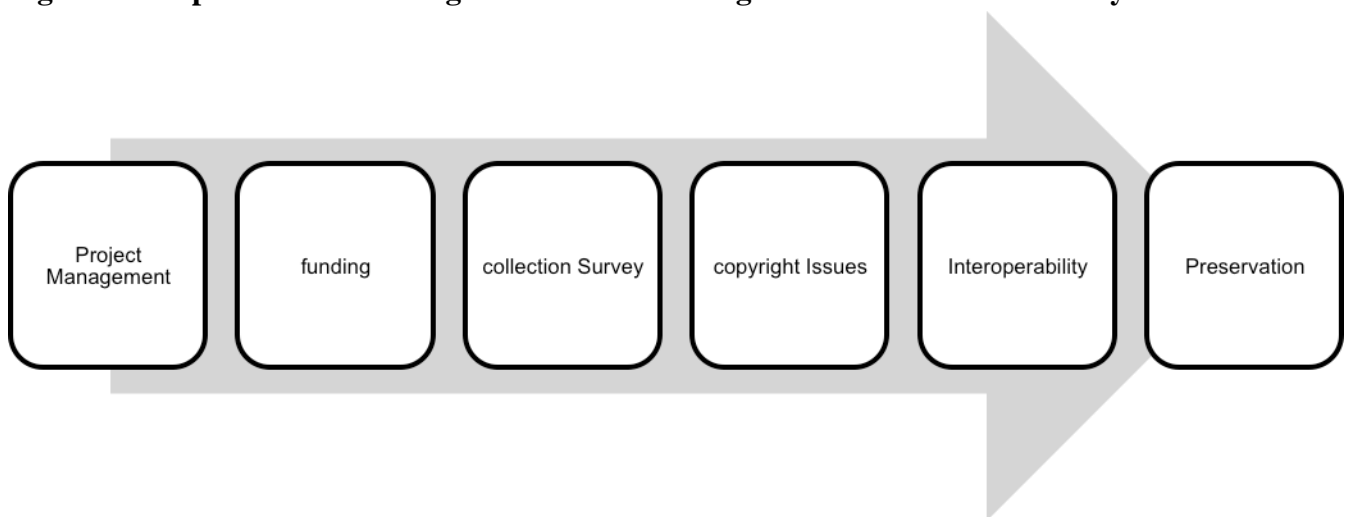 Project
Management
funding
collection Survey
copyright Issues
Interoperability
Preservation